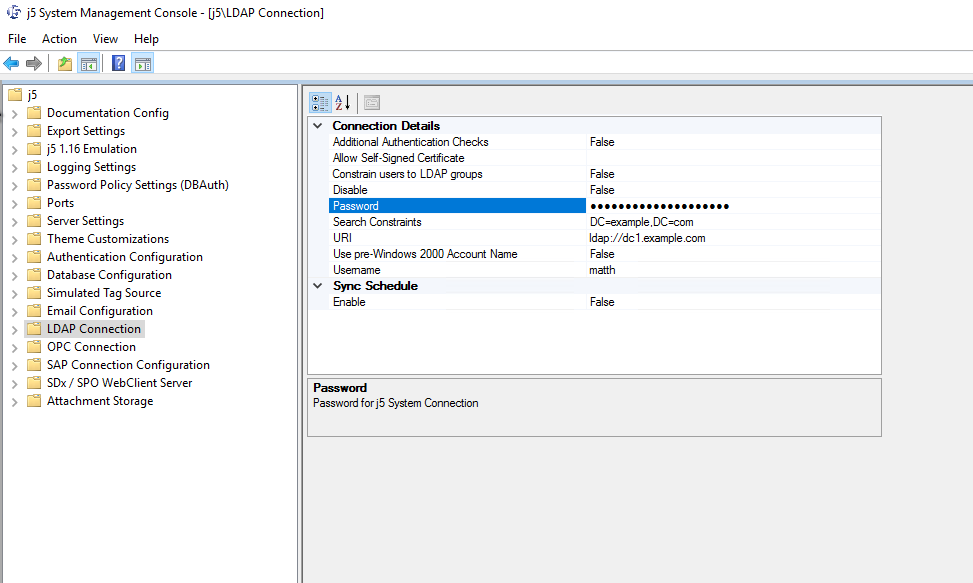 j5 System Management Console - [j5\LDAP Connection]
File Action View Help
j5
Documentation Config
Export Settings
j5 1.16 Emulation
Logging Settings
Password Policy Settings (DBAuth)
Ports
Server Settings
Theme Customizations
Authentication Configuration
Database Configuration
Simulated Tag Source
Email Configuration
LDAP Connection
OPC Connection
SAP Connection Configuration
SDx / SPO WebClient Server
Attachment Storage
Connection Details
Additional Authentication Checks False
Allow Self-Signed Certificate
Constrain users to LDAP groups False
Disable False
Password ●●●●●●●●●●●●●●●●●●●●
Search Constraints DC=example,DC=com
URI ldap://dc1.example.com
Use pre-Windows 2000 Account Name False
Username matth
Sync Schedule
Enable False
Password
Password for j5 System Connection